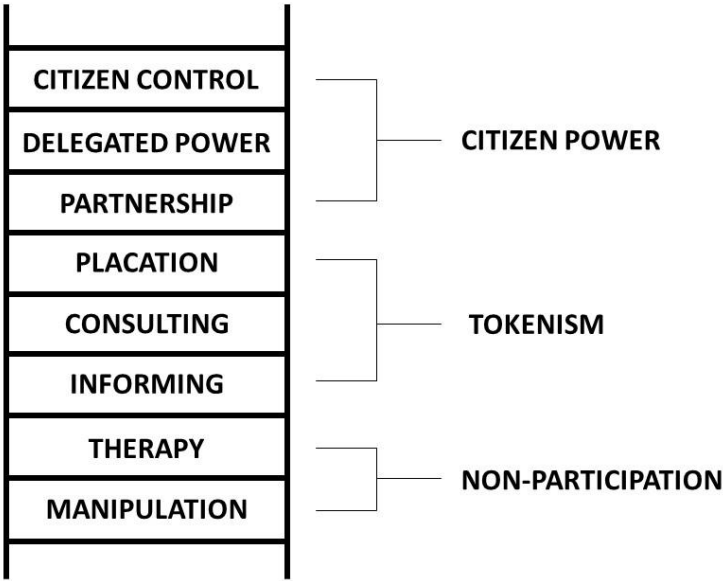 CITIZEN CONTROL
DELEGATED POWER
PARTNERSHIP
PLACATION
CONSULTING
INFORMING
THERAPY
MANIPULATION
CITIZEN POWER
TOKENISM
NON-PARTICIPATION